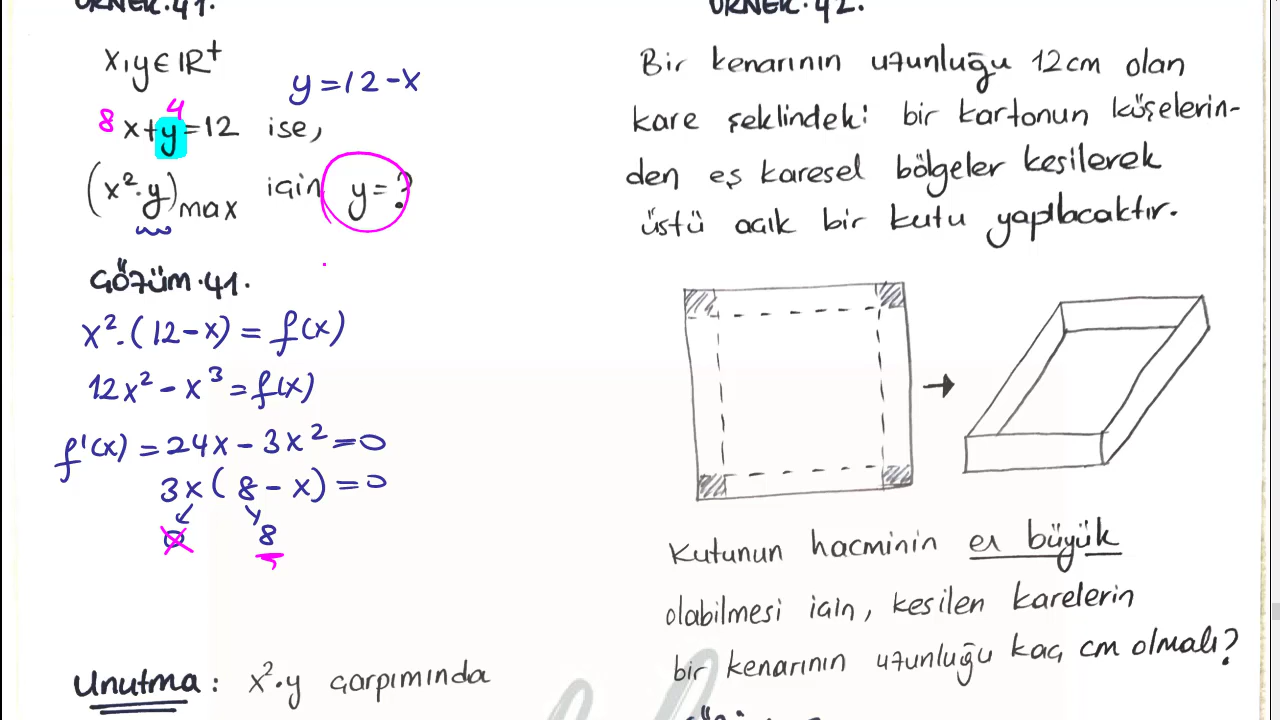 ÖRNEK.41.
x,y ∈ IR⁺
y=12-x
8 4
x+y=12 ise,
(x²·y)max için y=?
ÇÖZÜM.41.
x²·(12-x) = f(x)
12x² - x³ = f(x)
f'(x) = 24x - 3x² = 0
3x(8-x) = 0
0 8
Unutma: x²·y çarpımında
ÖRNEK.42.
Bir kenarının uzunluğu 12cm olan
kare şeklindeki bir kartonun köşelerin-
den eş karesel bölgeler kesilerek
üstü açık bir kutu yapılacaktır.
Kutunun hacminin en büyük
olabilmesi için, kesilen karelerin
bir kenarının uzunluğu kaç cm olmalı?